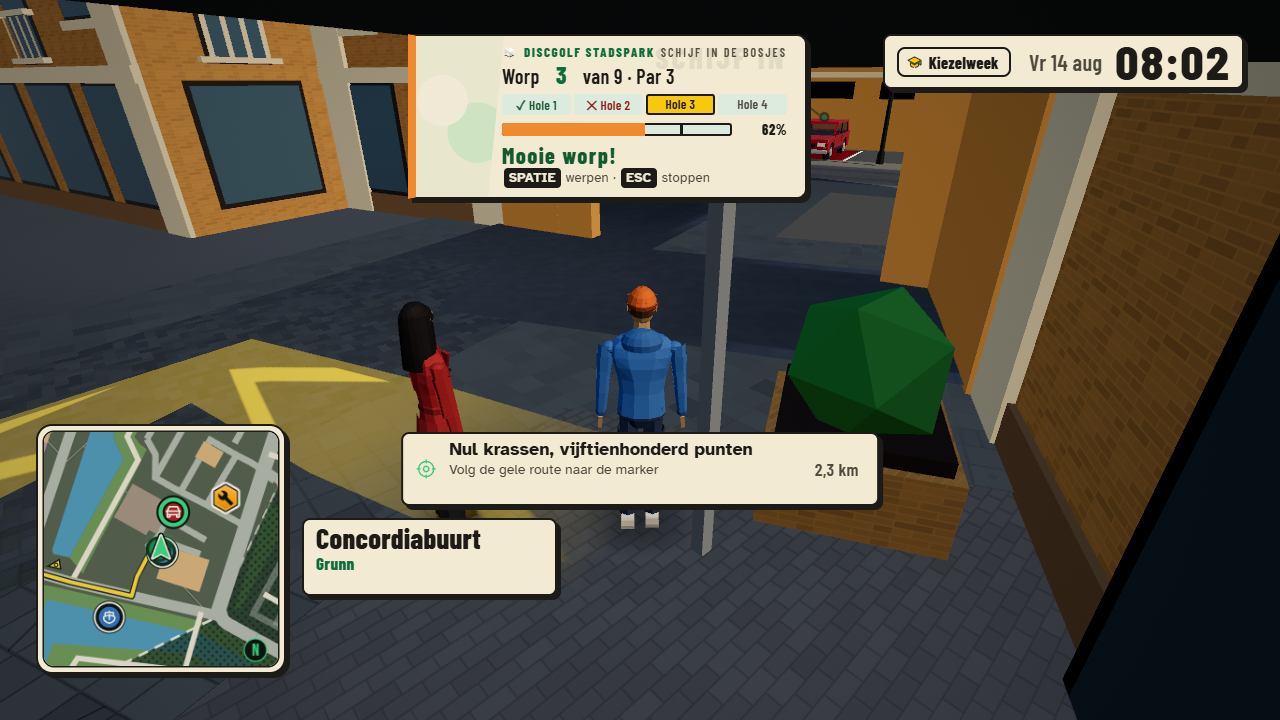 DISCGOLF STADSPARK
SCHIJF IN DE BOSJES
SCHIJF IN
Worp 3 van 9 · Par 3
✓ Hole 1
✕ Hole 2
Hole 3
Hole 4
62%
Mooie worp!
SPATIE werpen · ESC stoppen
Kiezelweek
Vr 14 aug
08:02
Nul krassen, vijftienhonderd punten
Volg de gele route naar de marker
2,3 km
Concordiabuurt
Grunn
N